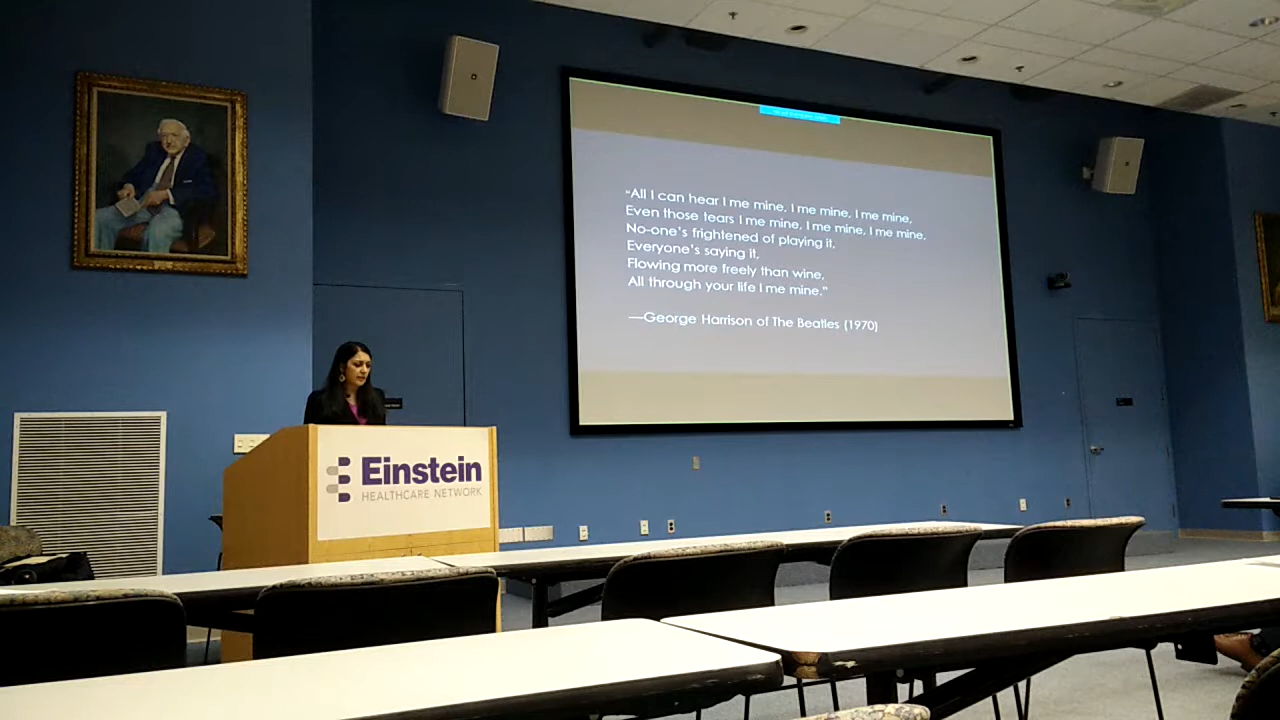 “All I can hear I me mine, I me mine, I me mine,
Even those tears I me mine, I me mine, I me mine,
No-one’s frightened of playing it,
Everyone’s saying it,
Flowing more freely than wine,
All through your life I me mine.”
—George Harrison of The Beatles (1970)
Einstein
HEALTHCARE NETWORK